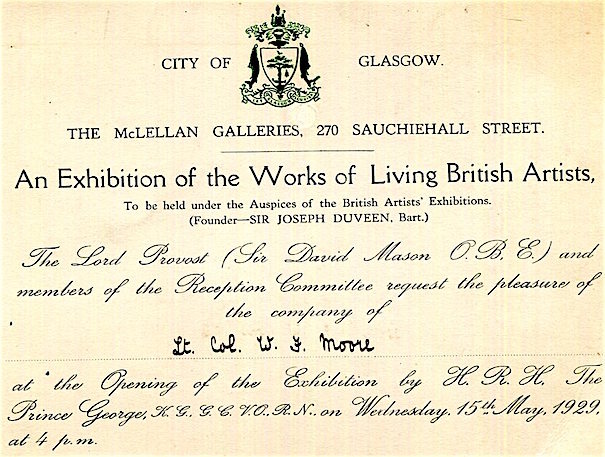 CITY OF GLASGOW.
THE McLELLAN GALLERIES, 270 SAUCHIEHALL STREET.
An Exhibition of the Works of Living British Artists,
To be held under the Auspices of the British Artists' Exhibitions.
(Founder—SIR JOSEPH DUVEEN, Bart.)
The Lord Provost (Sir David Mason O.B.E.) and
members of the Reception Committee request the pleasure of
the company of
Lt. Col. W. F. Moore
at the Opening of the Exhibition by H.R.H. The
Prince George, K.G., G.C.V.O., R.N., on Wednesday, 15th May, 1929,
at 4 p.m.